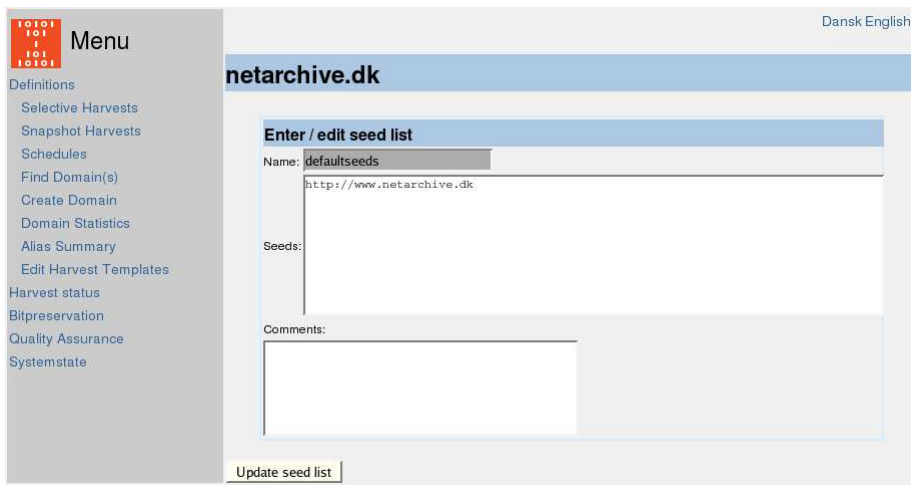 10101
101
1
101
10101
Menu
Definitions
Selective Harvests
Snapshot Harvests
Schedules
Find Domain(s)
Create Domain
Domain Statistics
Alias Summary
Edit Harvest Templates
Harvest status
Bitpreservation
Quality Assurance
Systemstate
Dansk English
netarchive.dk
Enter / edit seed list
Name: defaultseeds
http://www.netarchive.dk
Seeds:
Comments:
Update seed list